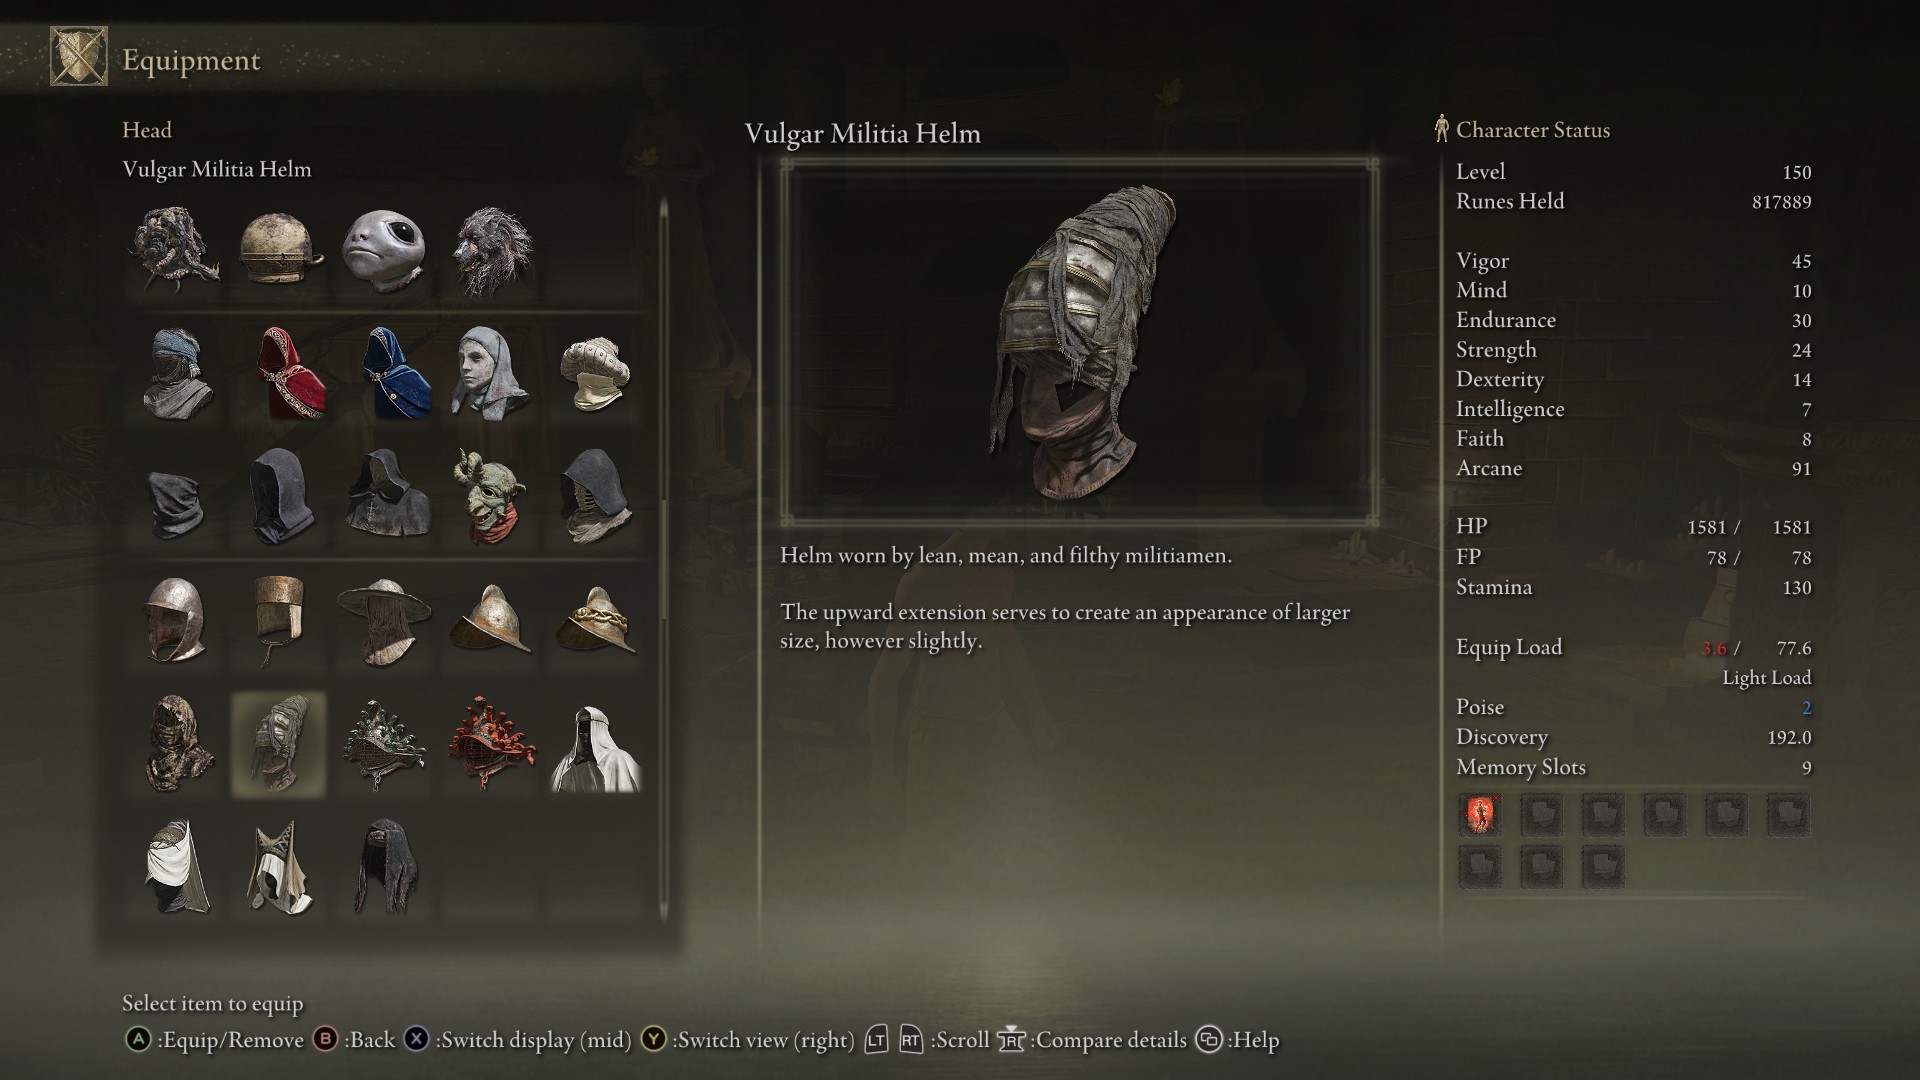 Equipment
Head
Vulgar Militia Helm
Vulgar Militia Helm
Helm worn by lean, mean, and filthy militiamen.
The upward extension serves to create an appearance of larger
size, however slightly.
Character Status
Level 150
Runes Held 817889
Vigor 45
Mind 10
Endurance 30
Strength 24
Dexterity 14
Intelligence 7
Faith 8
Arcane 91
HP 1581 / 1581
FP 78 / 78
Stamina 130
Equip Load 3.6 / 77.6
Light Load
Poise 2
Discovery 192.0
Memory Slots 9
Select item to equip
A :Equip/Remove B :Back X :Switch display (mid) Y :Switch view (right) LT RT :Scroll R :Compare details :Help